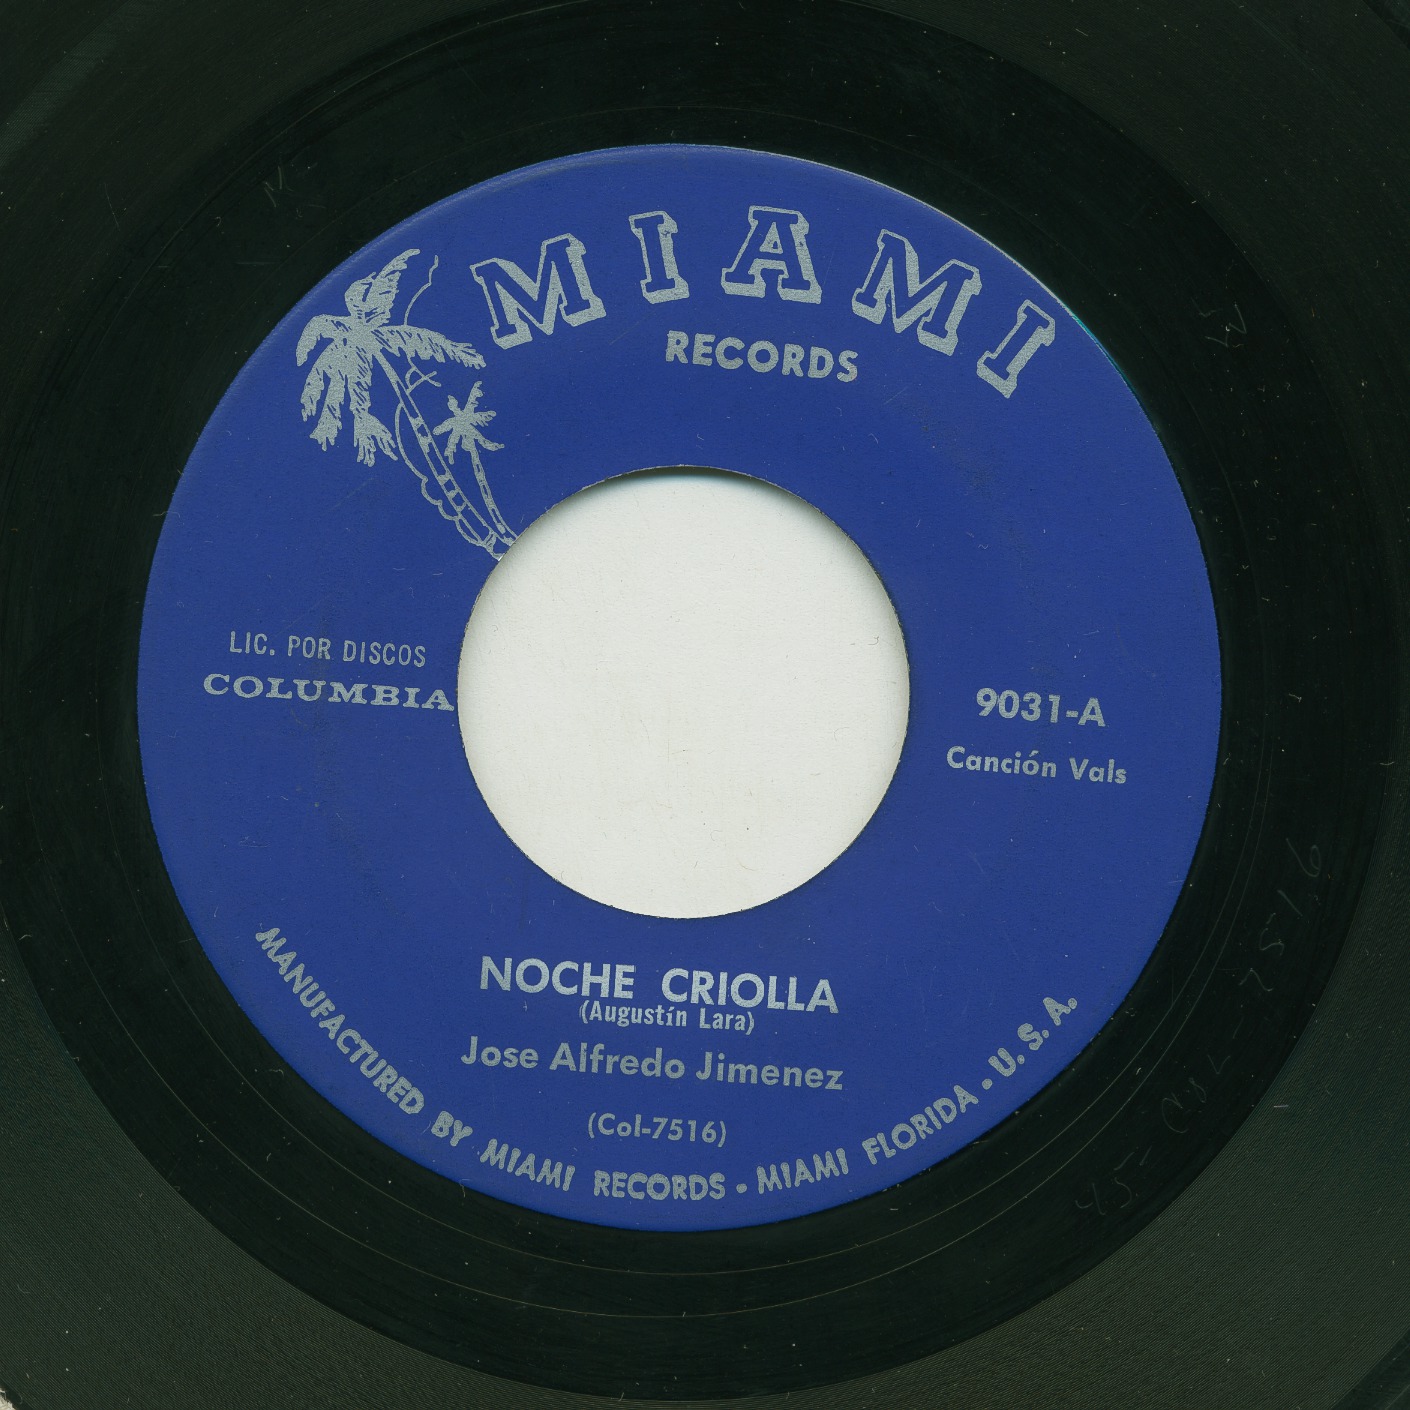 MIAMI
RECORDS
LIC. POR DISCOS
COLUMBIA
9031-A
Canción Vals
NOCHE CRIOLLA
(Augustín Lara)
Jose Alfredo Jimenez
(Col-7516)
MANUFACTURED BY MIAMI RECORDS • MIAMI FLORIDA • U. S. A.